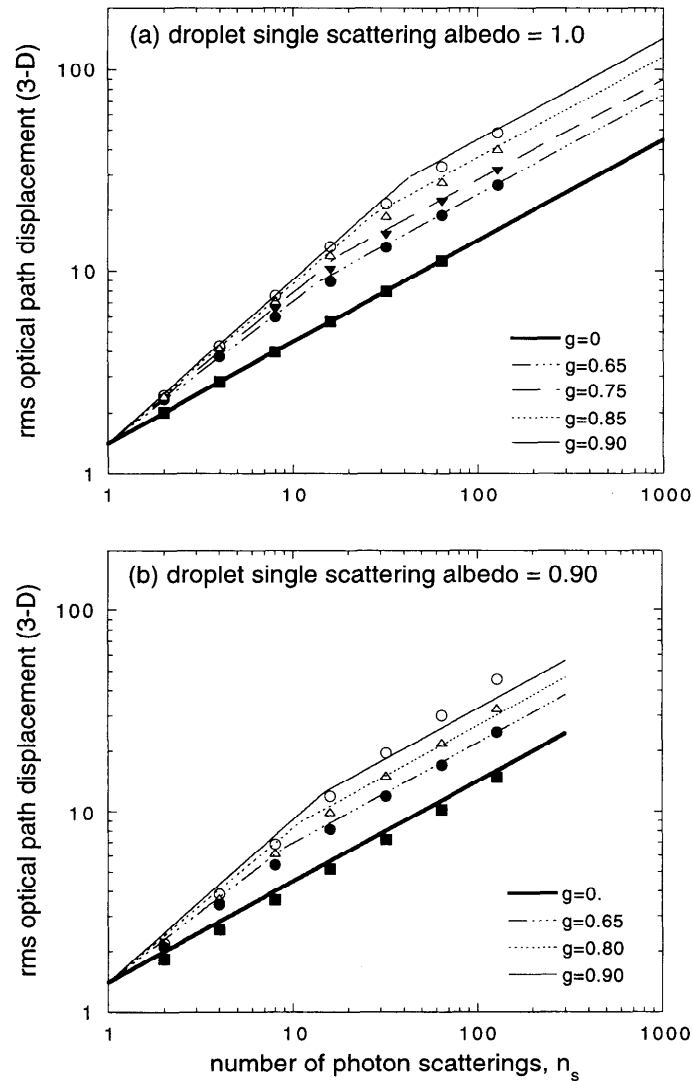 (a) droplet single scattering albedo = 1.0
rms optical path displacement (3-D)
100
10
1
g=0
g=0.65
g=0.75
g=0.85
g=0.90
1 10 100 1000
(b) droplet single scattering albedo = 0.90
rms optical path displacement (3-D)
100
10
1
g=0.
g=0.65
g=0.80
g=0.90
1 10 100 1000
number of photon scatterings, nₛ